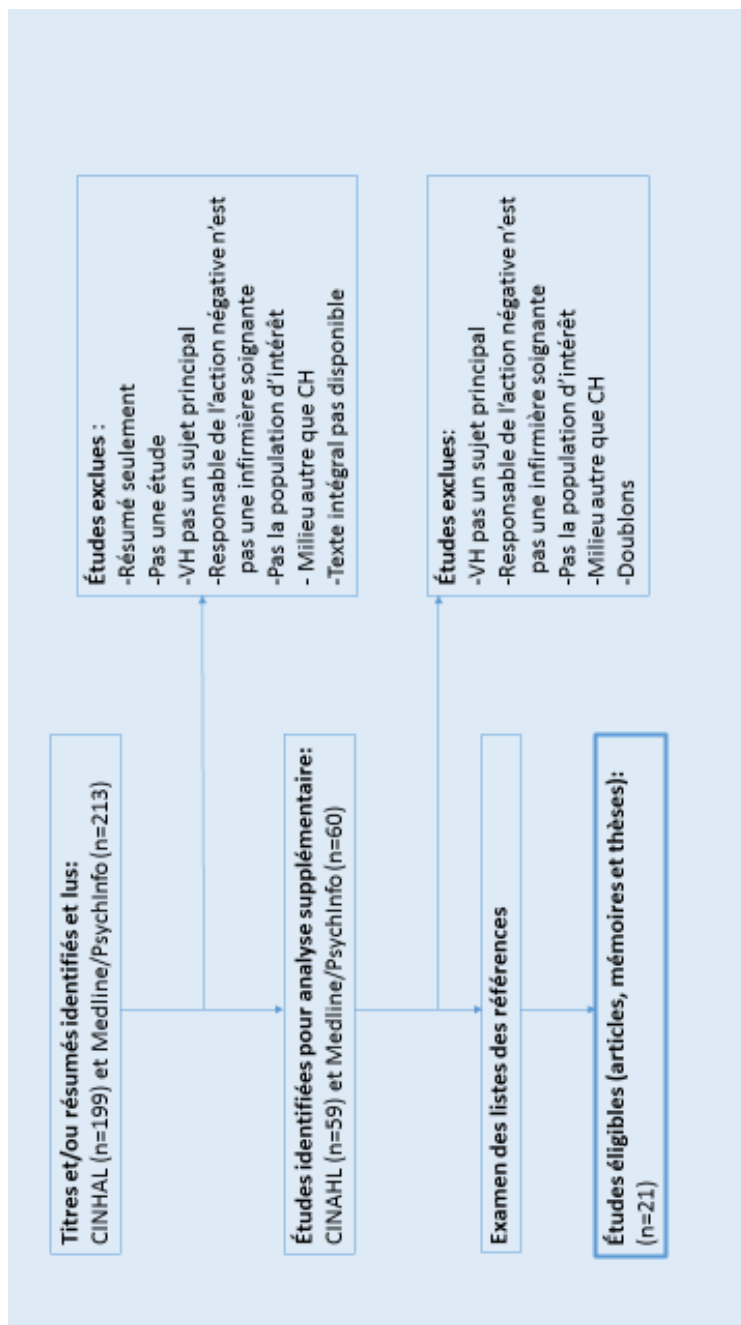 Titres et/ou résumés identifiés et lus:
CINHAL (n=199) et Medline/PsychInfo (n=213)
Études exclues :
-Résumé seulement
-Pas une étude
-VH pas un sujet principal
-Responsable de l'action négative n'est
pas une infirmière soignante
-Pas la population d'intérêt
- Milieu autre que CH
-Texte intégral pas disponible
Études identifiées pour analyse supplémentaire:
CINAHL (n=59) et Medline/PsychInfo (n=60)
Études exclues:
-VH pas un sujet principal
-Responsable de l'action négative n'est
pas une infirmière soignante
-Pas la population d'intérêt
-Milieu autre que CH
-Doublons
Examen des listes des références
Études éligibles (articles, mémoires et thèses):
(n=21)